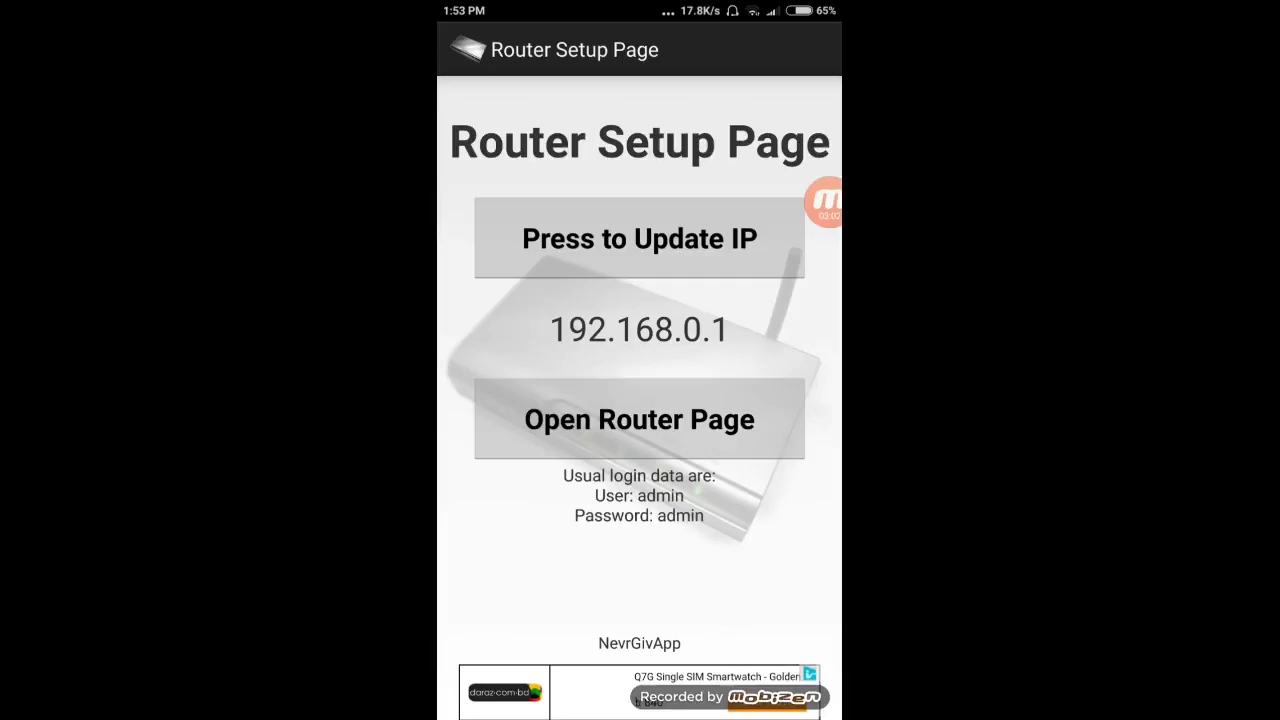 1:53 PM ... 17.8K/s 65%
Router Setup Page
Router Setup Page
03:02
Press to Update IP
192.168.0.1
Open Router Page
Usual login data are:
User: admin
Password: admin
NevrGivApp
daraz-com-bd
Q7G Single SIM Smartwatch - Golden
Recorded by mobizen